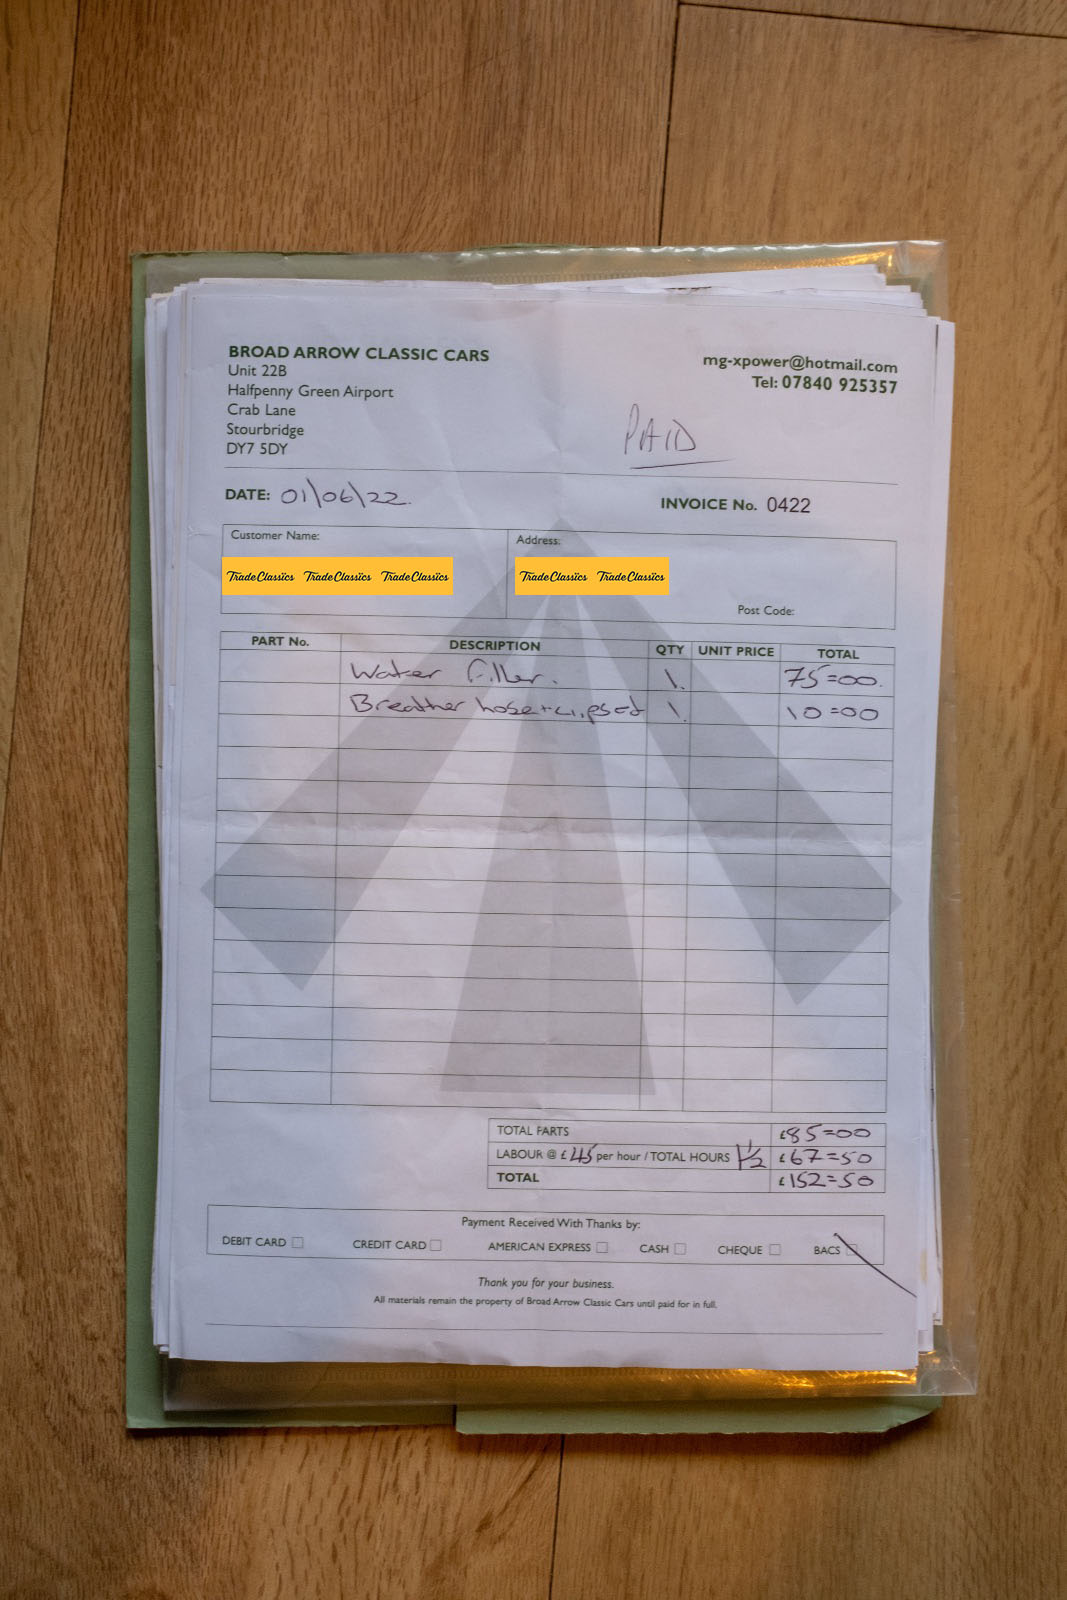 BROAD ARROW CLASSIC CARS
Unit 22B
Halfpenny Green Airport
Crab Lane
Stourbridge
DY7 5DY
mg-xpower@hotmail.com
Tel: 07840 925357
PAID
DATE: 01/06/22.
INVOICE No. 0422
Customer Name:
TradeClassics TradeClassics TradeClassics
Address:
TradeClassics TradeClassics
Post Code:
PART No. DESCRIPTION QTY UNIT PRICE TOTAL
Water filler. 1. 75=00.
Breather hose + clips 1. 10=00
TOTAL PARTS £85=00
LABOUR @ £45 per hour / TOTAL HOURS 1 1/2 £67=50
TOTAL £152=50
Payment Received With Thanks by:
DEBIT CARD CREDIT CARD AMERICAN EXPRESS CASH CHEQUE BACS
Thank you for your business.
All materials remain the property of Broad Arrow Classic Cars until paid for in full.